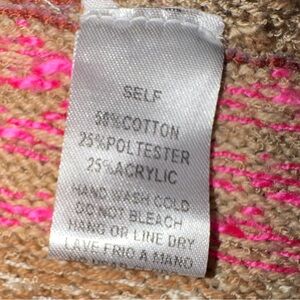 SELF
50%COTTON
25%POLTESTER
25%ACRYLIC
HAND WASH COLD
DO NOT BLEACH
HANG OR LINE DRY
LAVE FRIO A MANO